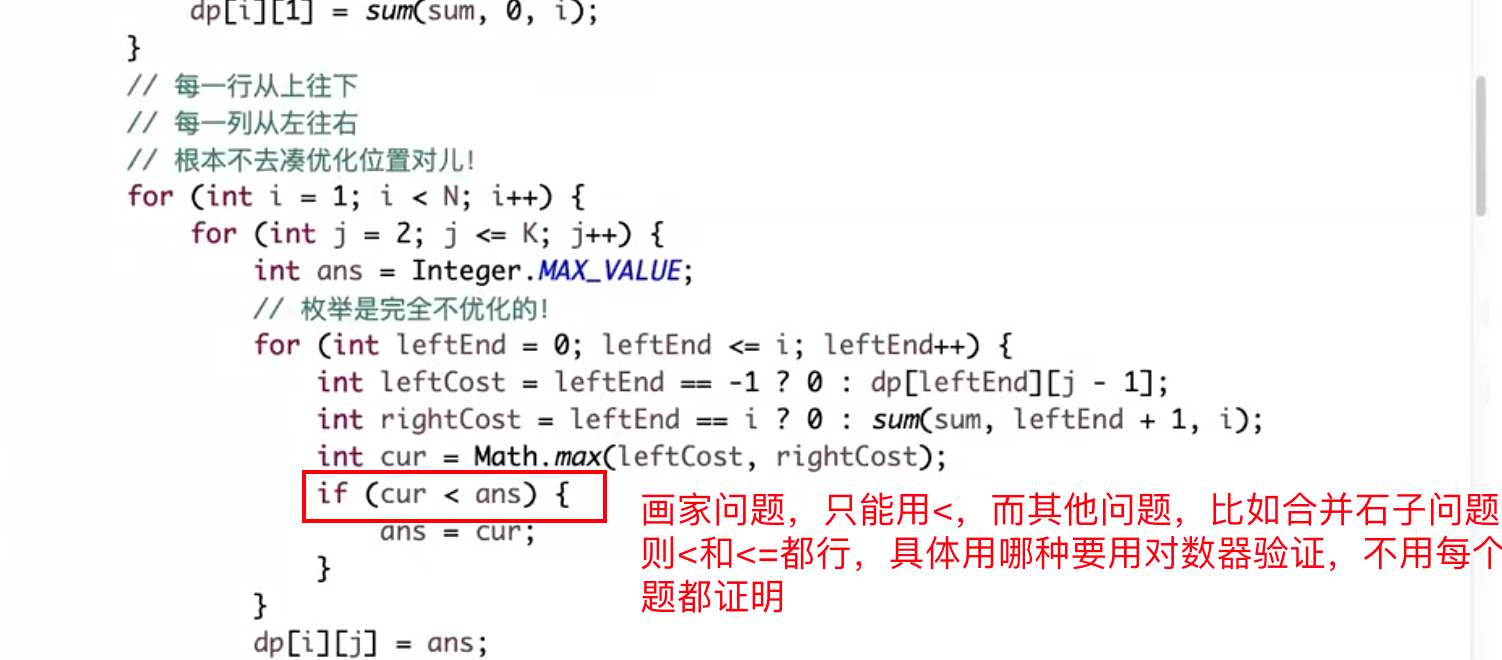 dp[i][1] = sum(sum, 0, i);
}
// 每一行从上往下
// 每一列从左往右
// 根本不去凑优化位置对儿!
for (int i = 1; i < N; i++) {
for (int j = 2; j <= K; j++) {
int ans = Integer.MAX_VALUE;
// 枚举是完全不优化的!
for (int leftEnd = 0; leftEnd <= i; leftEnd++) {
int leftCost = leftEnd == -1 ? 0 : dp[leftEnd][j - 1];
int rightCost = leftEnd == i ? 0 : sum(sum, leftEnd + 1, i);
int cur = Math.max(leftCost, rightCost);
if (cur < ans) {
ans = cur;
}
}
dp[i][j] = ans;
画家问题，只能用<，而其他问题，比如合并石子问题
则<和<=都行，具体用哪种要用对数器验证，不用每个
题都证明